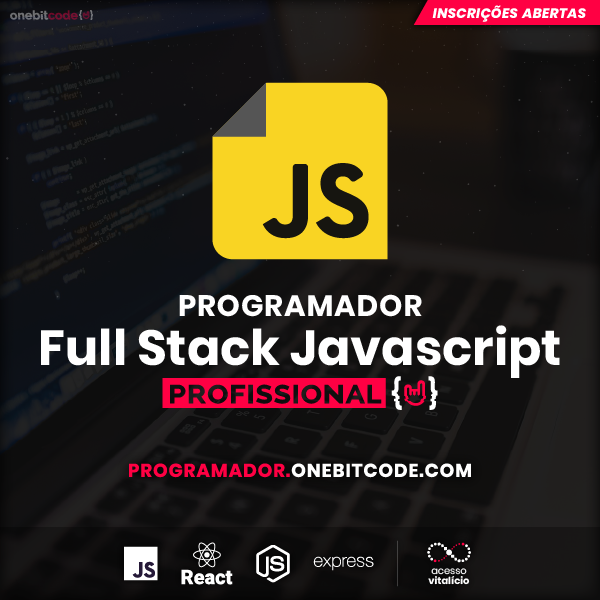 onebitcode{}
INSCRIÇÕES ABERTAS
JS
PROGRAMADOR
Full Stack Javascript
PROFISSIONAL { }
PROGRAMADOR.ONEBITCODE.COM
JS
React
JS
express
acesso
vitalício